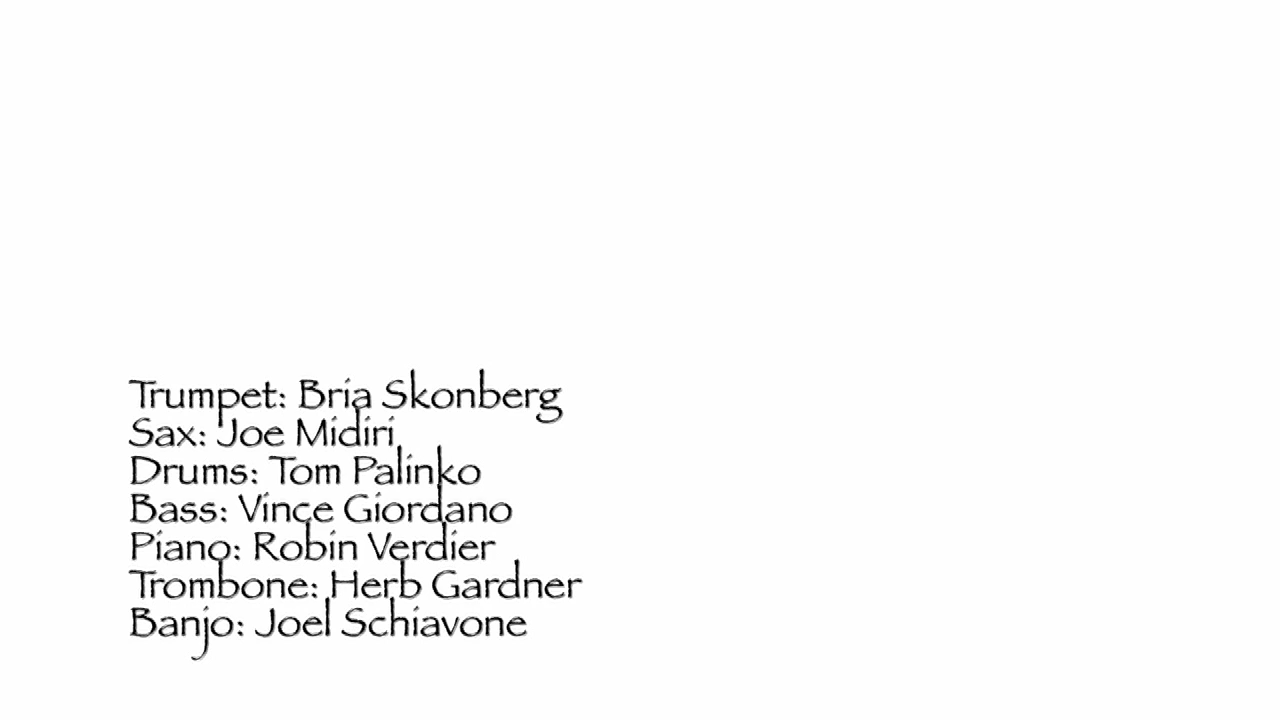 Trumpet: Bria Skonberg
Sax: Joe Midiri
Drums: Tom Palinko
Bass: Vince Giordano
Piano: Robin Verdier
Trombone: Herb Gardner
Banjo: Joel Schiavone